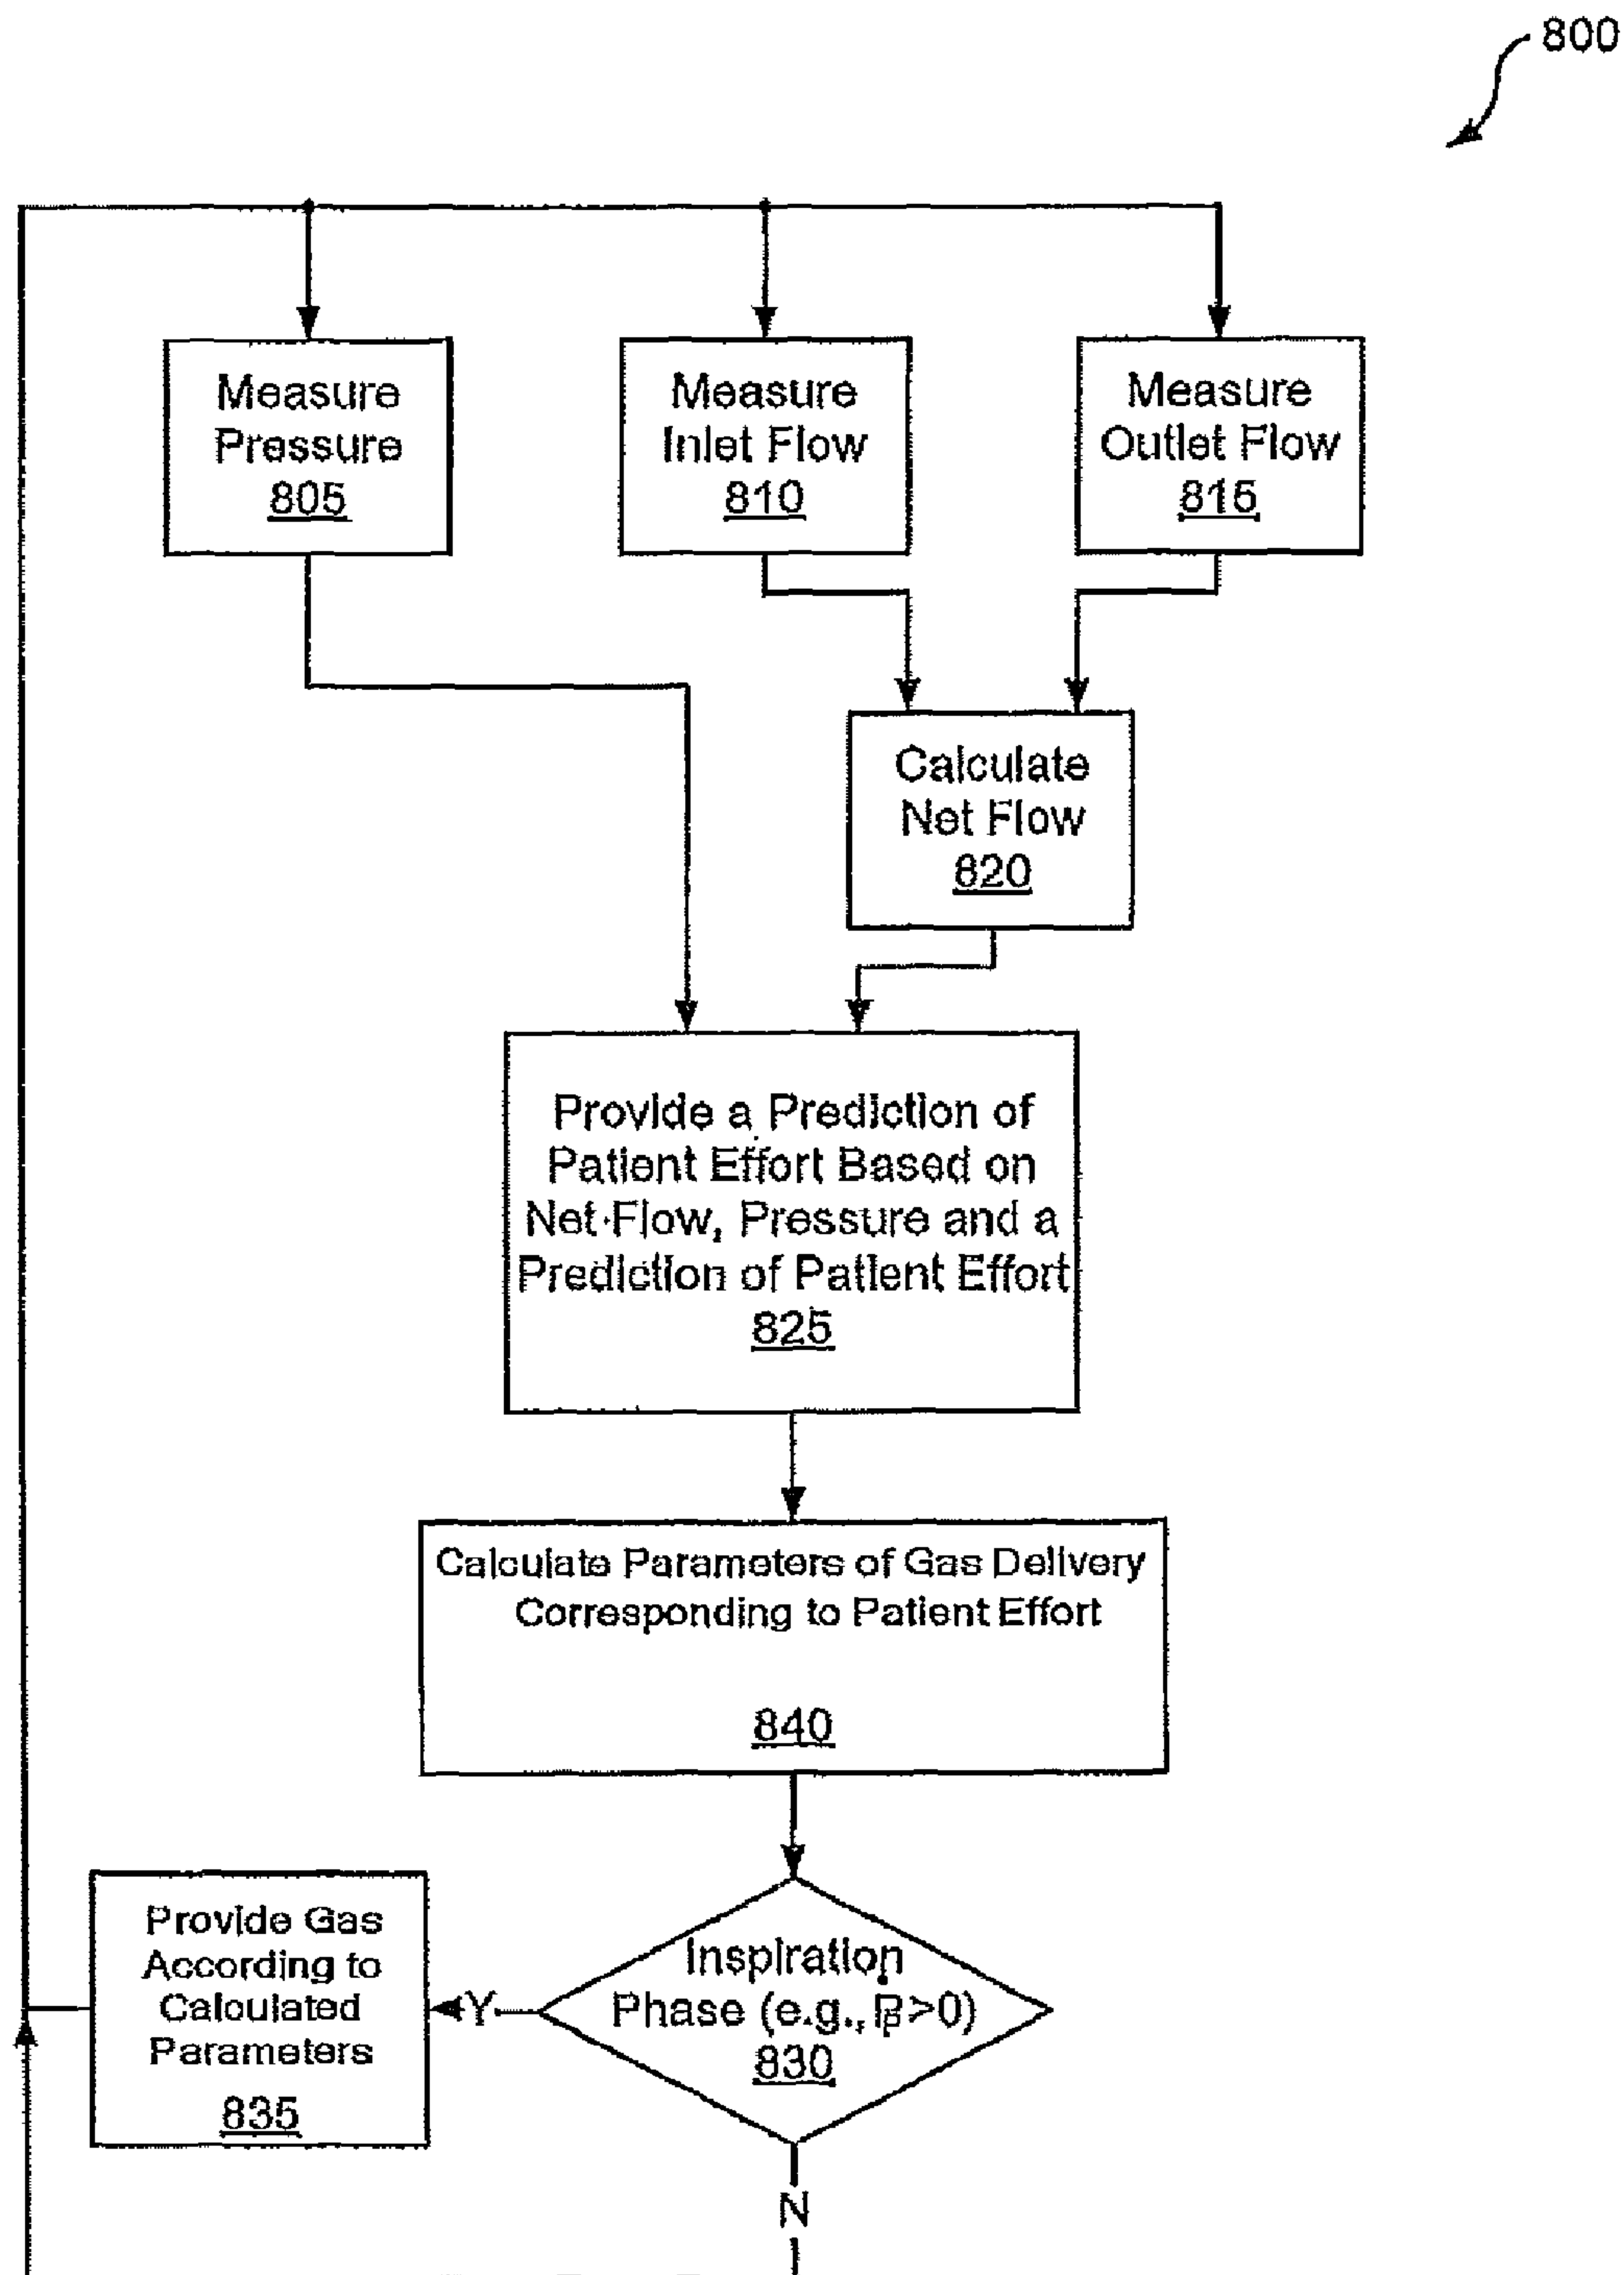 800
Measure
Pressure
805
Measure
Inlet Flow
810
Measure
Outlet Flow
815
Calculate
Net Flow
820
Provide a Prediction of
Patient Effort Based on
Net Flow, Pressure and a
Prediction of Patient Effort
825
Calculate Parameters of Gas Delivery
Corresponding to Patient Effort
840
Provide Gas
According to
Calculated
Parameters
835
Y
Inspiration
Phase (e.g., >0)
830
N